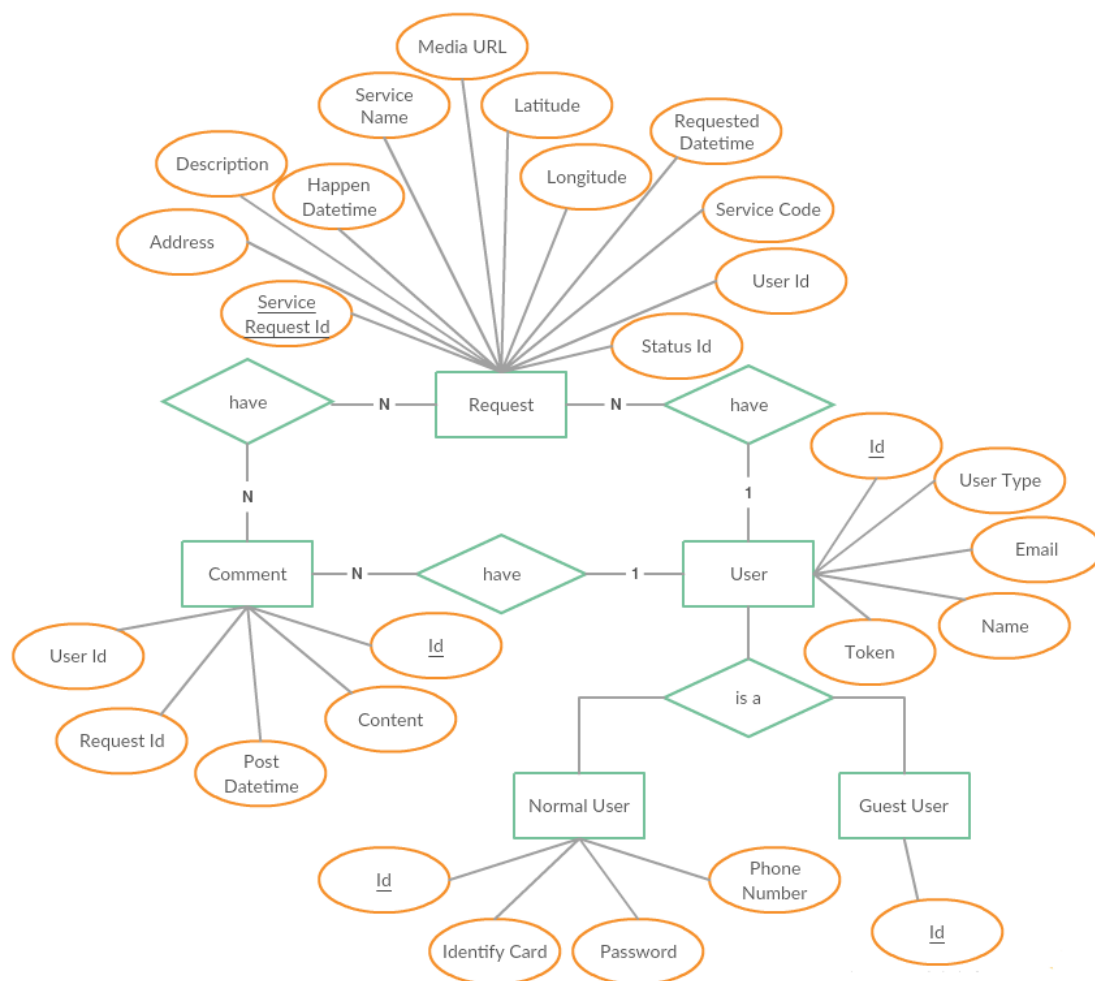 Media URL
Service
Name
Latitude
Requested
Datetime
Description
Happen
Datetime
Longitude
Service Code
Address
User Id
Service
Request Id
Status Id
have
N
Request
N
have
Id
User Type
N
1
Email
Comment
N
have
1
User
Name
Token
User Id
Id
Request Id
Content
Post
Datetime
is a
Normal User
Guest User
Id
Phone
Number
Identify Card
Password
Id